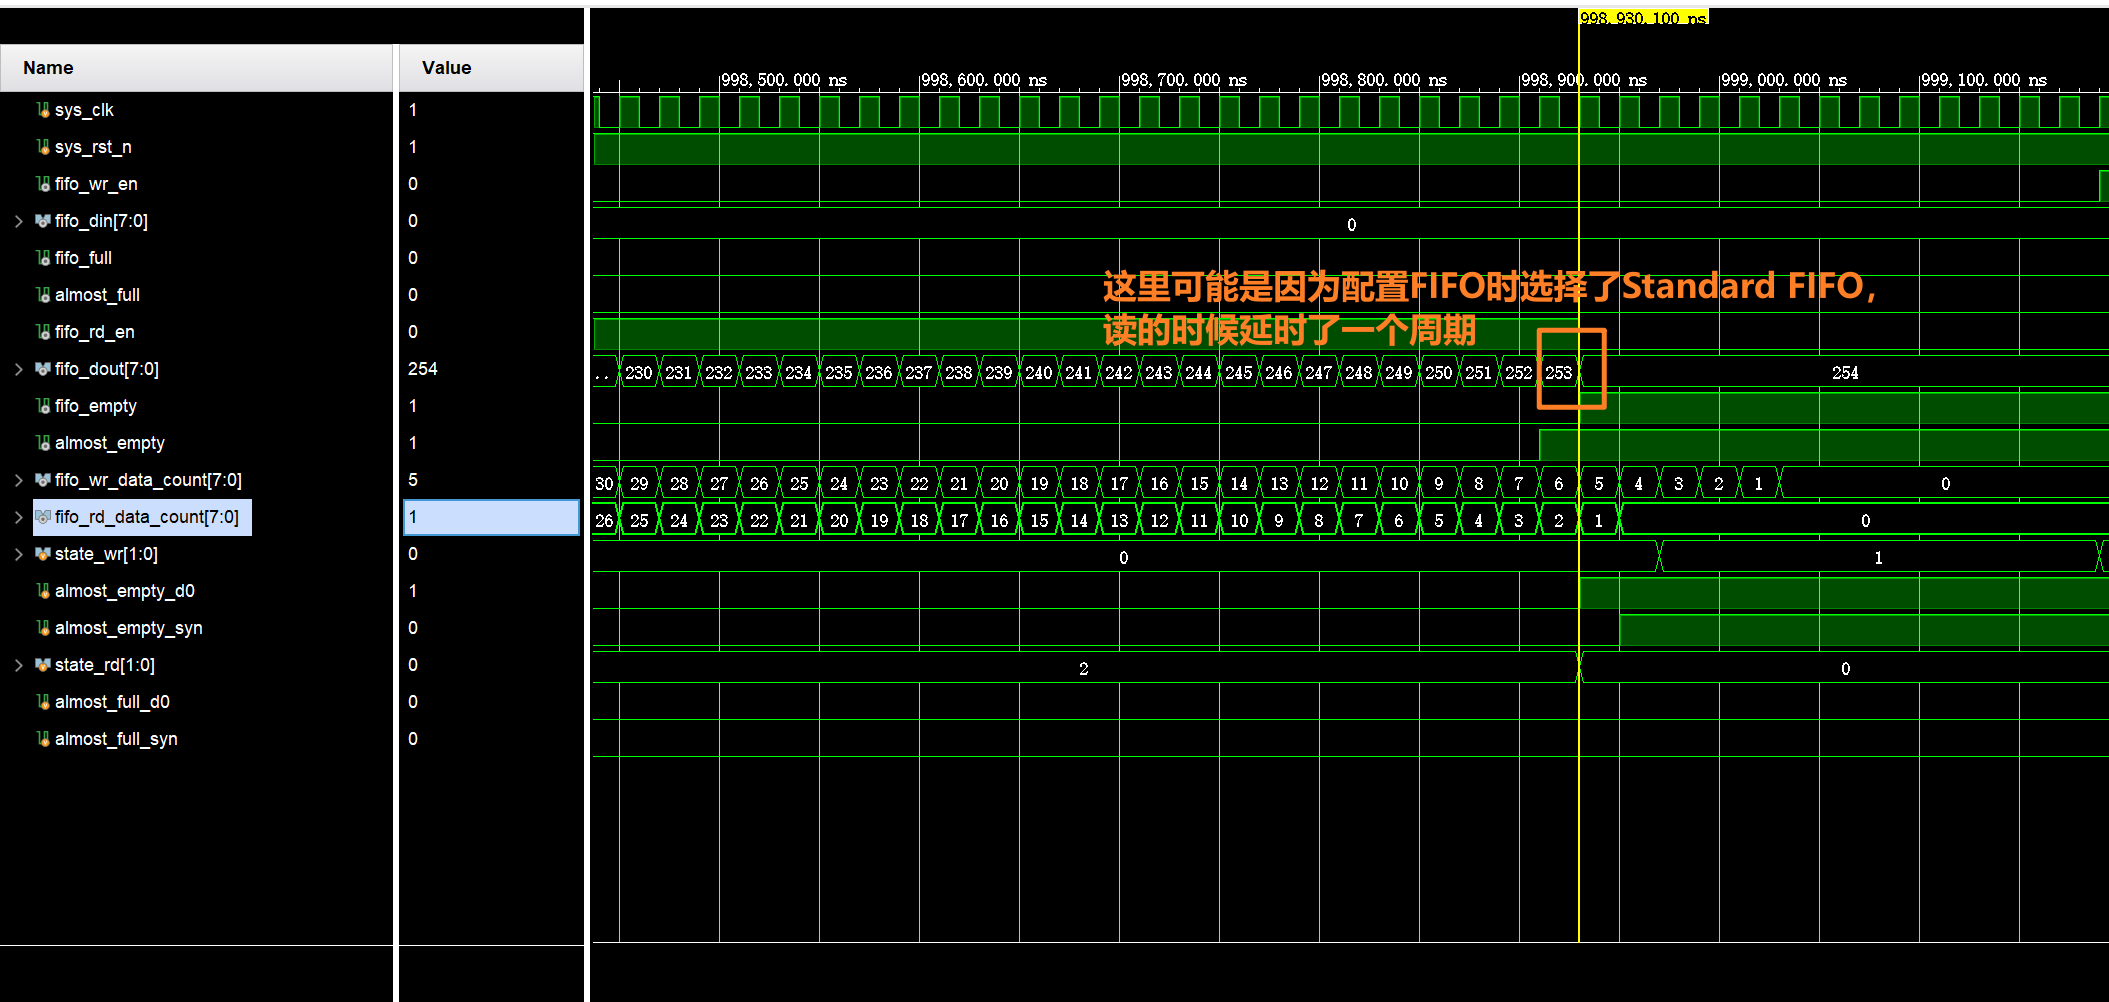 998,930.100 ns
Name Value
998,500.000 ns 998,600.000 ns 998,700.000 ns 998,800.000 ns 998,900.000 ns 999,000.000 ns 999,100.000 ns
sys_clk 1
sys_rst_n 1
fifo_wr_en 0
fifo_din[7:0] 0 0
fifo_full 0
这里可能是因为配置FIFO时选择了Standard FIFO，
almost_full 0
读的时候延时了一个周期
fifo_rd_en 0
fifo_dout[7:0] 254 .. 230 231 232 233 234 235 236 237 238 239 240 241 242 243 244 245 246 247 248 249 250 251 252 253 254
fifo_empty 1
almost_empty 1
fifo_wr_data_count[7:0] 5 30 29 28 27 26 25 24 23 22 21 20 19 18 17 16 15 14 13 12 11 10 9 8 7 6 5 4 3 2 1 0
fifo_rd_data_count[7:0] 1 26 25 24 23 22 21 20 19 18 17 16 15 14 13 12 11 10 9 8 7 6 5 4 3 2 1 0
state_wr[1:0] 0 0 1
almost_empty_d0 1
almost_empty_syn 0
state_rd[1:0] 0 2 0
almost_full_d0 0
almost_full_syn 0